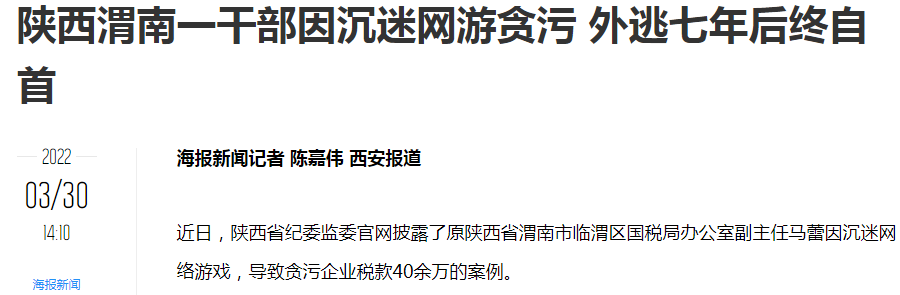 陕西渭南一干部因沉迷网游贪污 外逃七年后终自
首
2022
03/30
14:10
海报新闻
海报新闻记者 陈嘉伟 西安报道
近日，陕西省纪委监委官网披露了原陕西省渭南市临渭区国税局办公室副主任马蕾因沉迷网
络游戏，导致贪污企业税款40余万的案例。